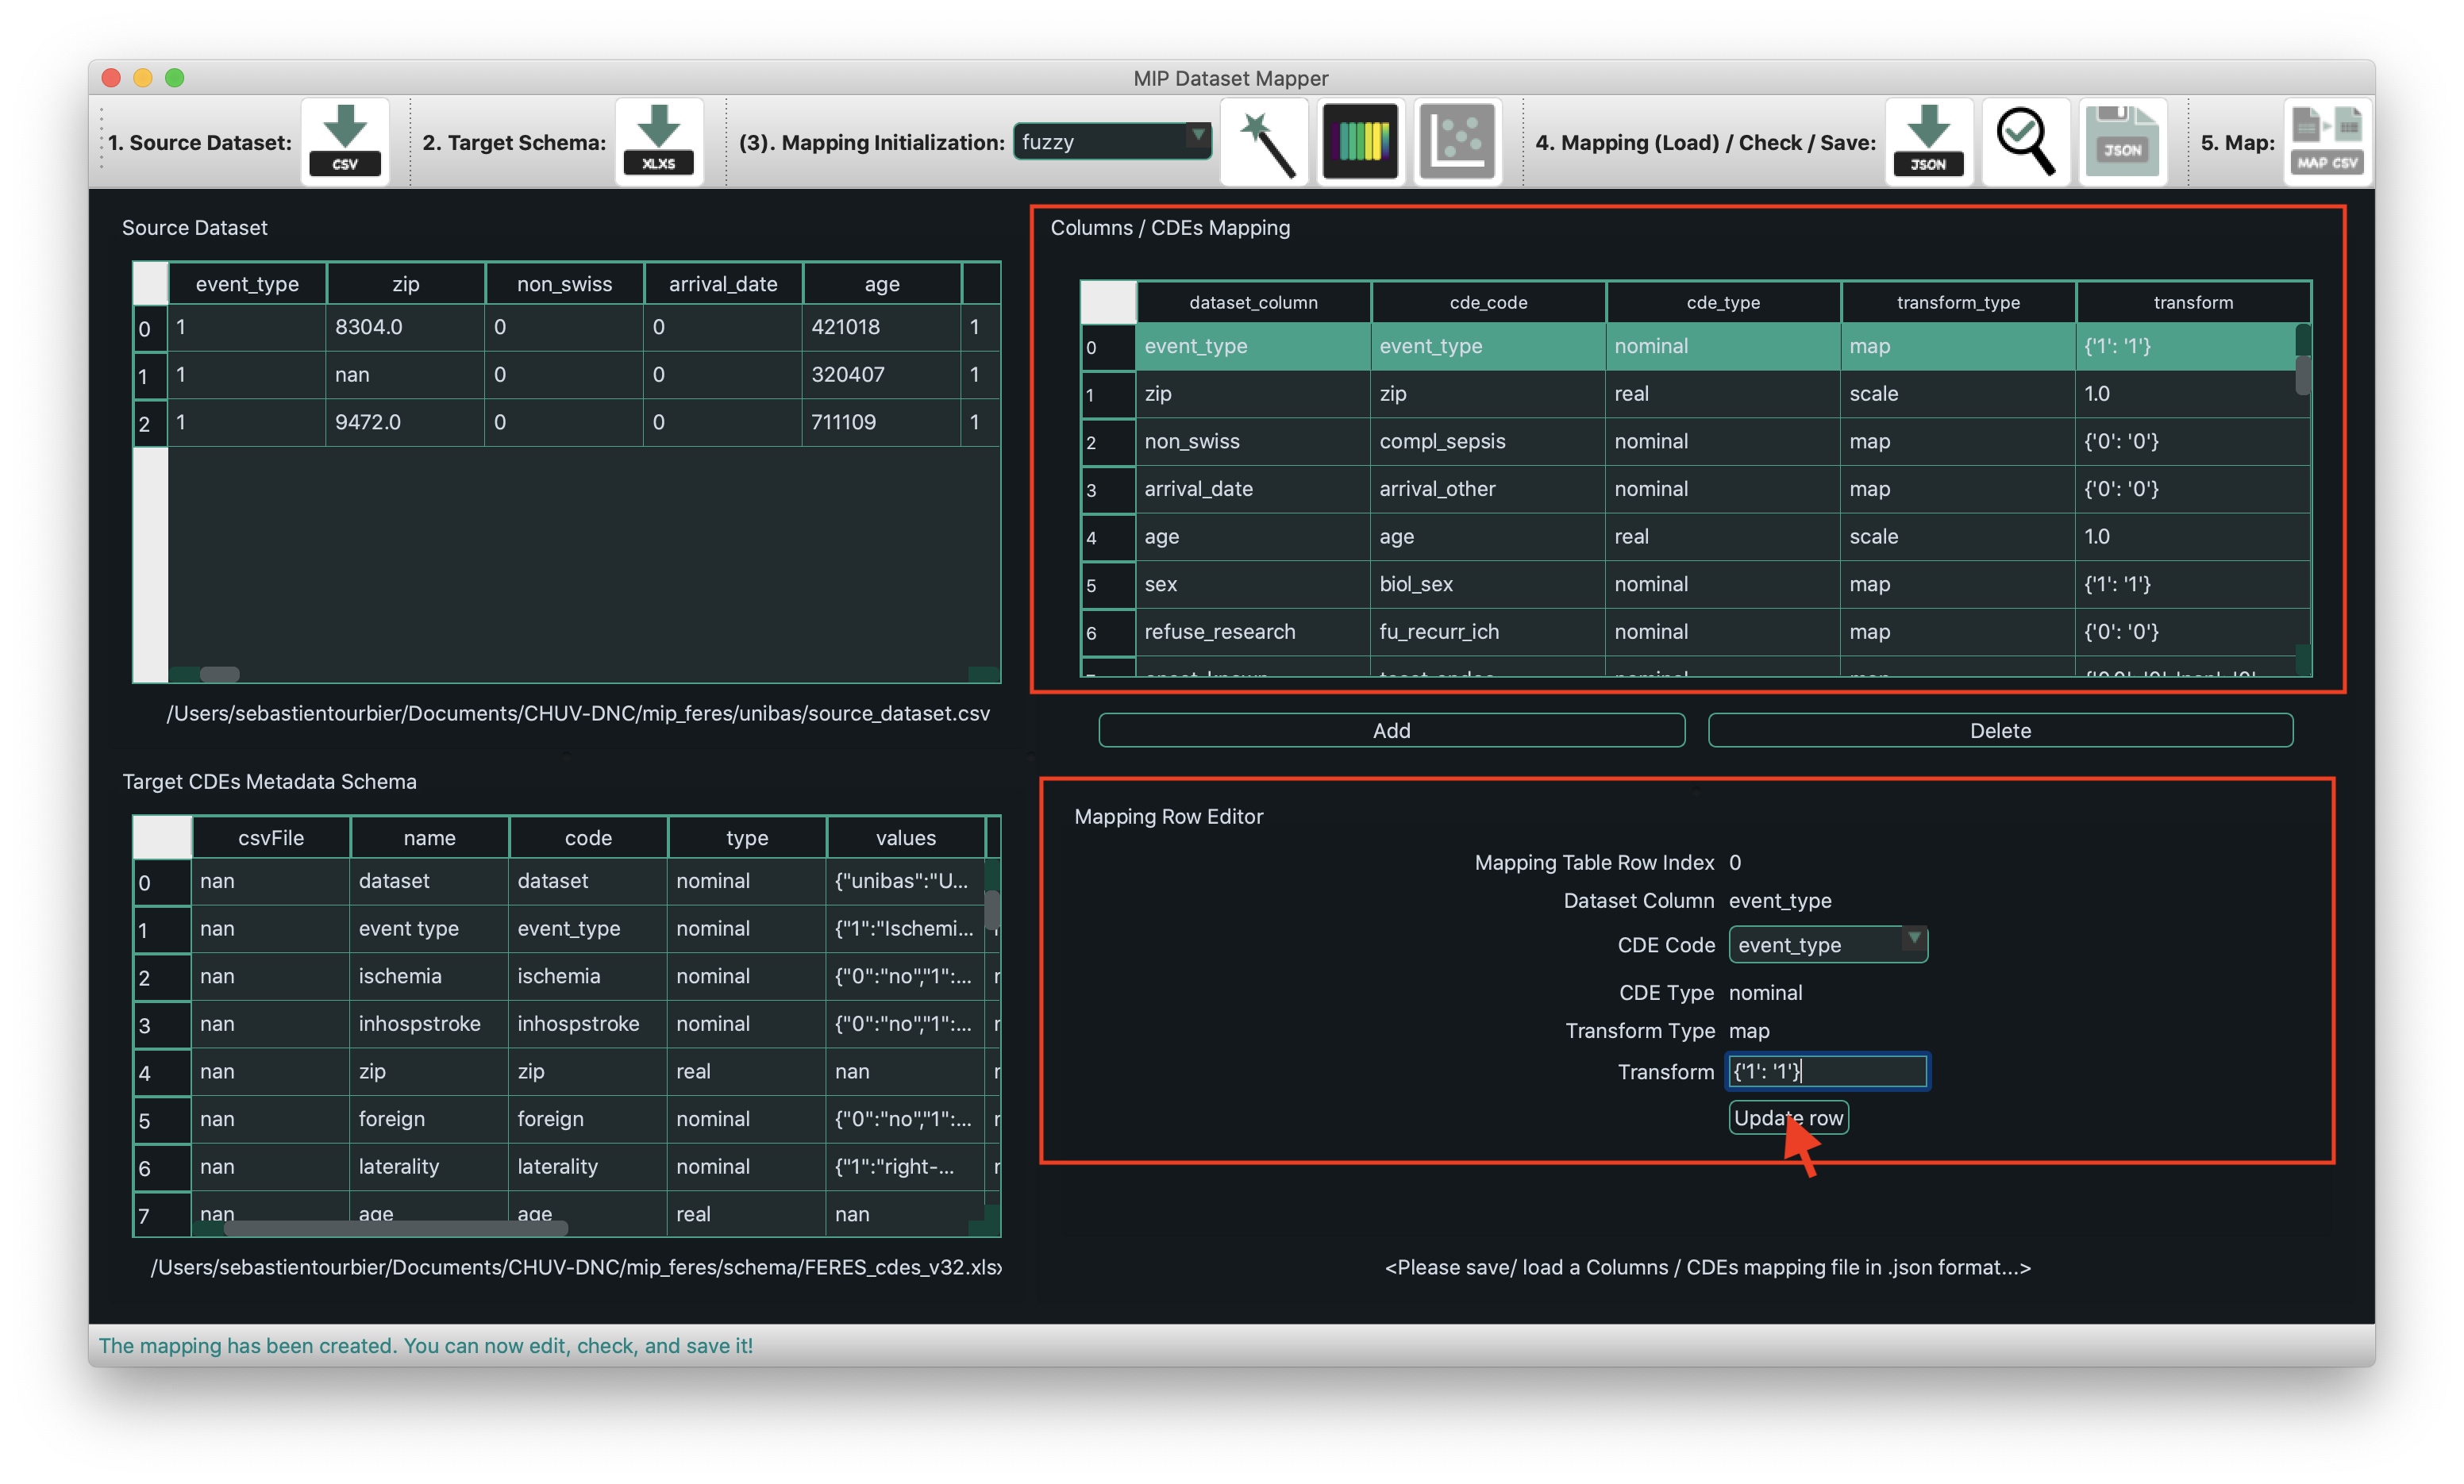 MIP Dataset Mapper
1. Source Dataset: CSV 2. Target Schema: XLXS (3). Mapping Initialization: fuzzy 4. Mapping (Load) / Check / Save: JSON JSON 5. Map: MAP CSV
Source Dataset
event_type zip non_swiss arrival_date age
0 1 8304.0 0 0 421018 1
1 1 nan 0 0 320407 1
2 1 9472.0 0 0 711109 1
/Users/sebastientourbier/Documents/CHUV-DNC/mip_feres/unibas/source_dataset.csv
Columns / CDEs Mapping
dataset_column cde_code cde_type transform_type transform
0 event_type event_type nominal map {'1': '1'}
1 zip zip real scale 1.0
2 non_swiss compl_sepsis nominal map {'0': '0'}
3 arrival_date arrival_other nominal map {'0': '0'}
4 age age real scale 1.0
5 sex biol_sex nominal map {'1': '1'}
6 refuse_research fu_recurr_ich nominal map {'0': '0'}
Add Delete
Target CDEs Metadata Schema
csvFile name code type values
0 nan dataset dataset nominal {"unibas":"U...
1 nan event type event_type nominal {"1":"Ischemi...
2 nan ischemia ischemia nominal {"0":"no","1":...
3 nan inhospstroke inhospstroke nominal {"0":"no","1":...
4 nan zip zip real nan
5 nan foreign foreign nominal {"0":"no","1":...
6 nan laterality laterality nominal {"1":"right-...
7 nan age age real nan
/Users/sebastientourbier/Documents/CHUV-DNC/mip_feres/schema/FERES_cdes_v32.xlsx
Mapping Row Editor
Mapping Table Row Index 0
Dataset Column event_type
CDE Code event_type
CDE Type nominal
Transform Type map
Transform {'1': '1'}
Update row
<Please save/ load a Columns / CDEs mapping file in .json format...>
The mapping has been created. You can now edit, check, and save it!